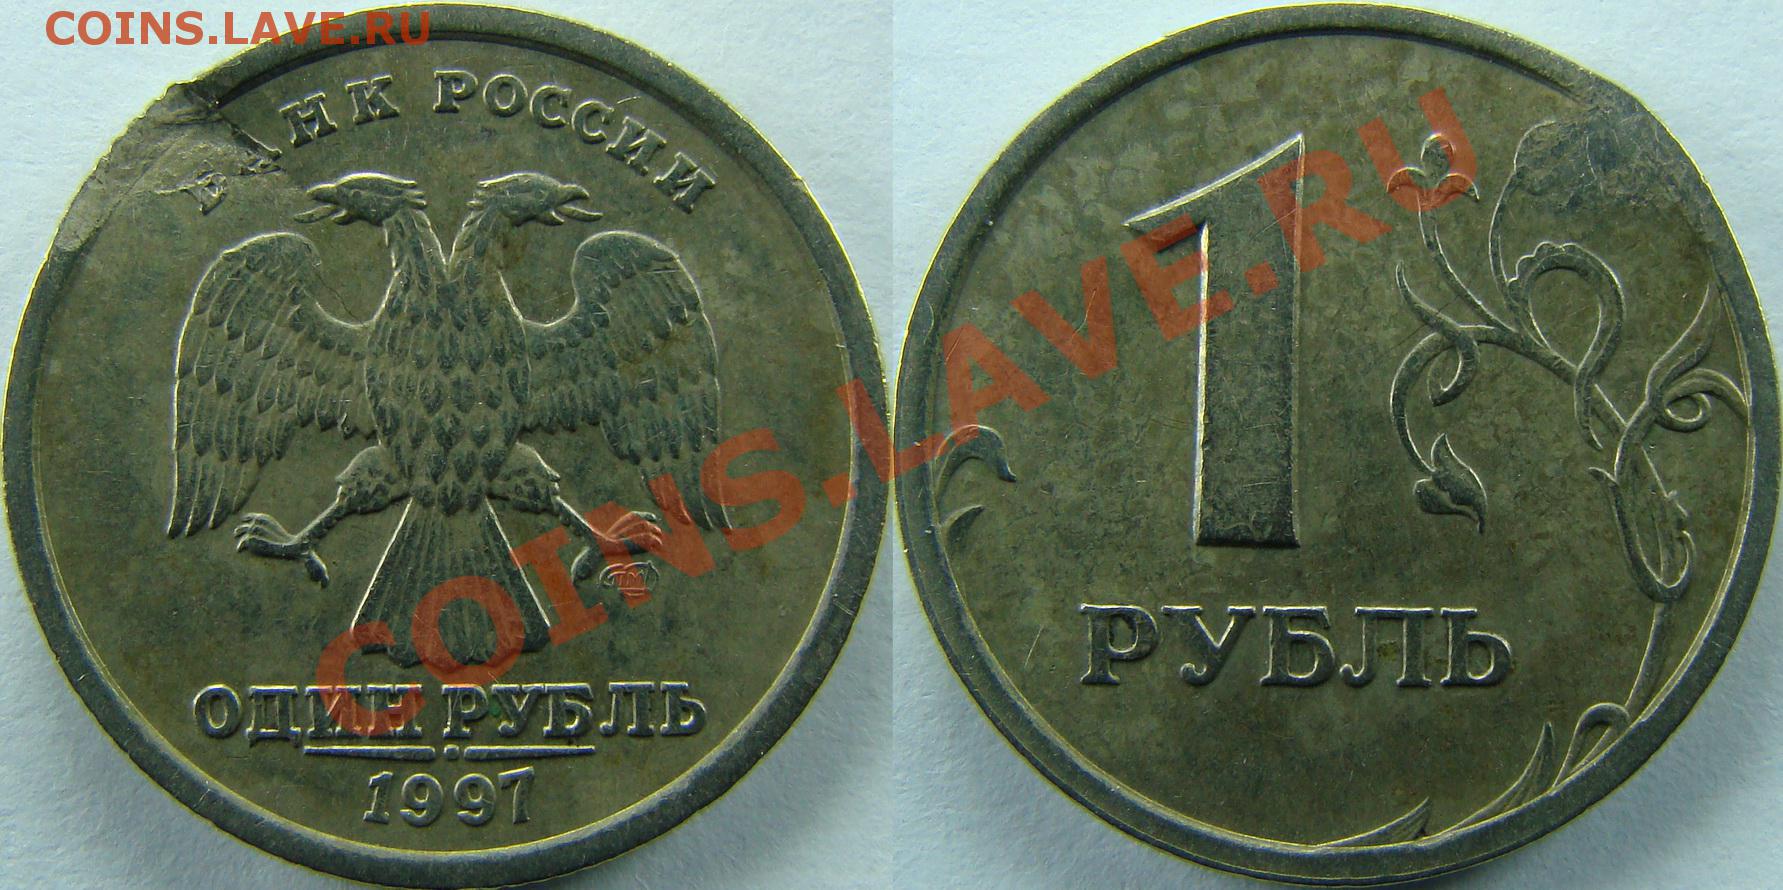 COINS.LAVE.RU
БАНК РОССИИ
ОДИН РУБЛЬ
1997
1
РУБЛЬ
COINS.LAVE.RU